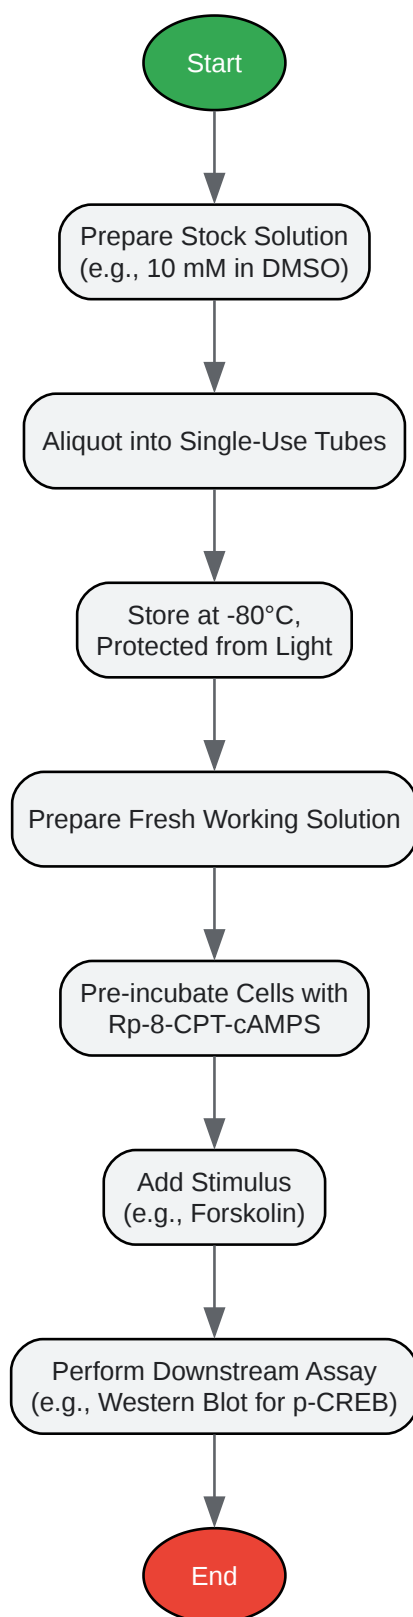 Start
Prepare Stock Solution
(e.g., 10 mM in DMSO)
Aliquot into Single-Use Tubes
Store at -80°C,
Protected from Light
Prepare Fresh Working Solution
Pre-incubate Cells with
Rp-8-CPT-cAMPS
Add Stimulus
(e.g., Forskolin)
Perform Downstream Assay
(e.g., Western Blot for p-CREB)
End